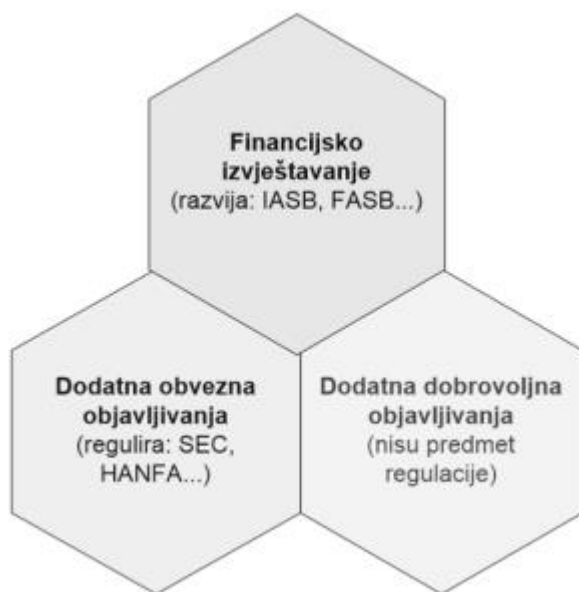 Financijsko
izvještavanje
(razvija: IASB, FASB...)
Dodatna obvezna
objavljivanja
(regulira: SEC,
HANFA...)
Dodatna dobrovoljna
objavljivanja
(nisu predmet
regulacije)